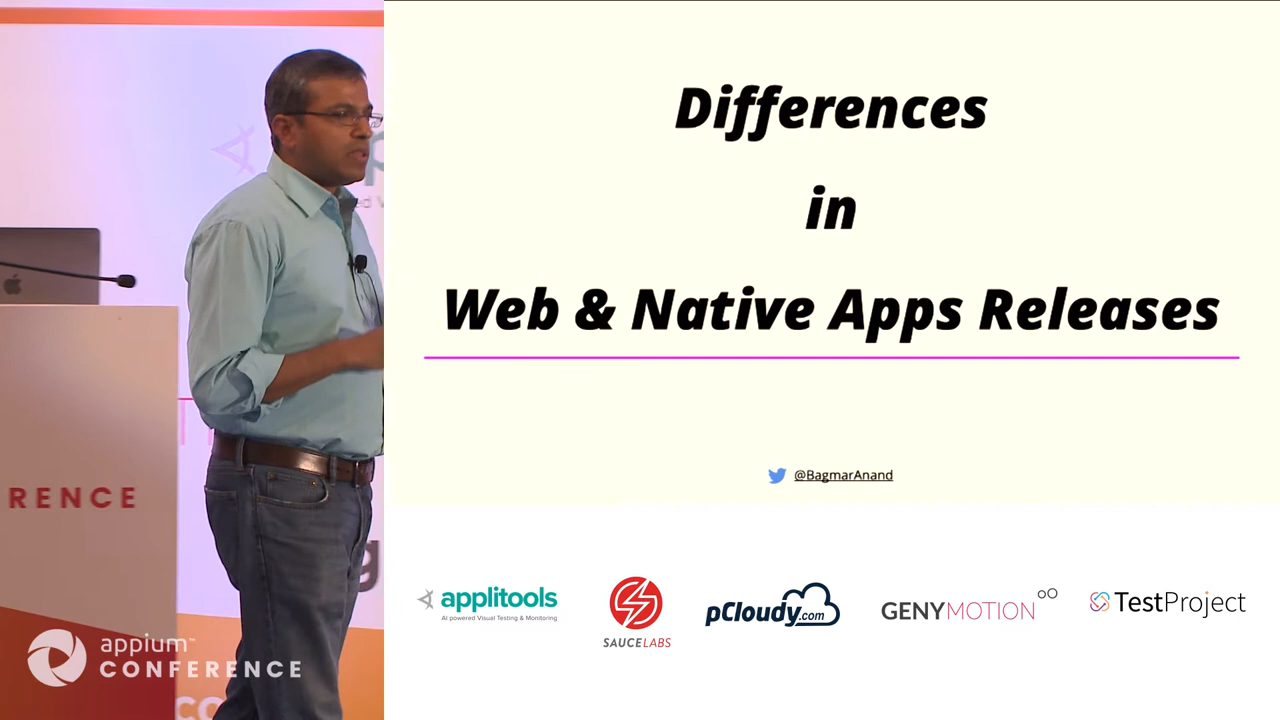 Differences
in
Web & Native Apps Releases
@BagmarAnand
applitools
AI powered Visual Testing & Monitoring
SAUCELABS
pCloudy.com
GENYMOTION
TestProject
RENCE
appium™
CONFERENCE